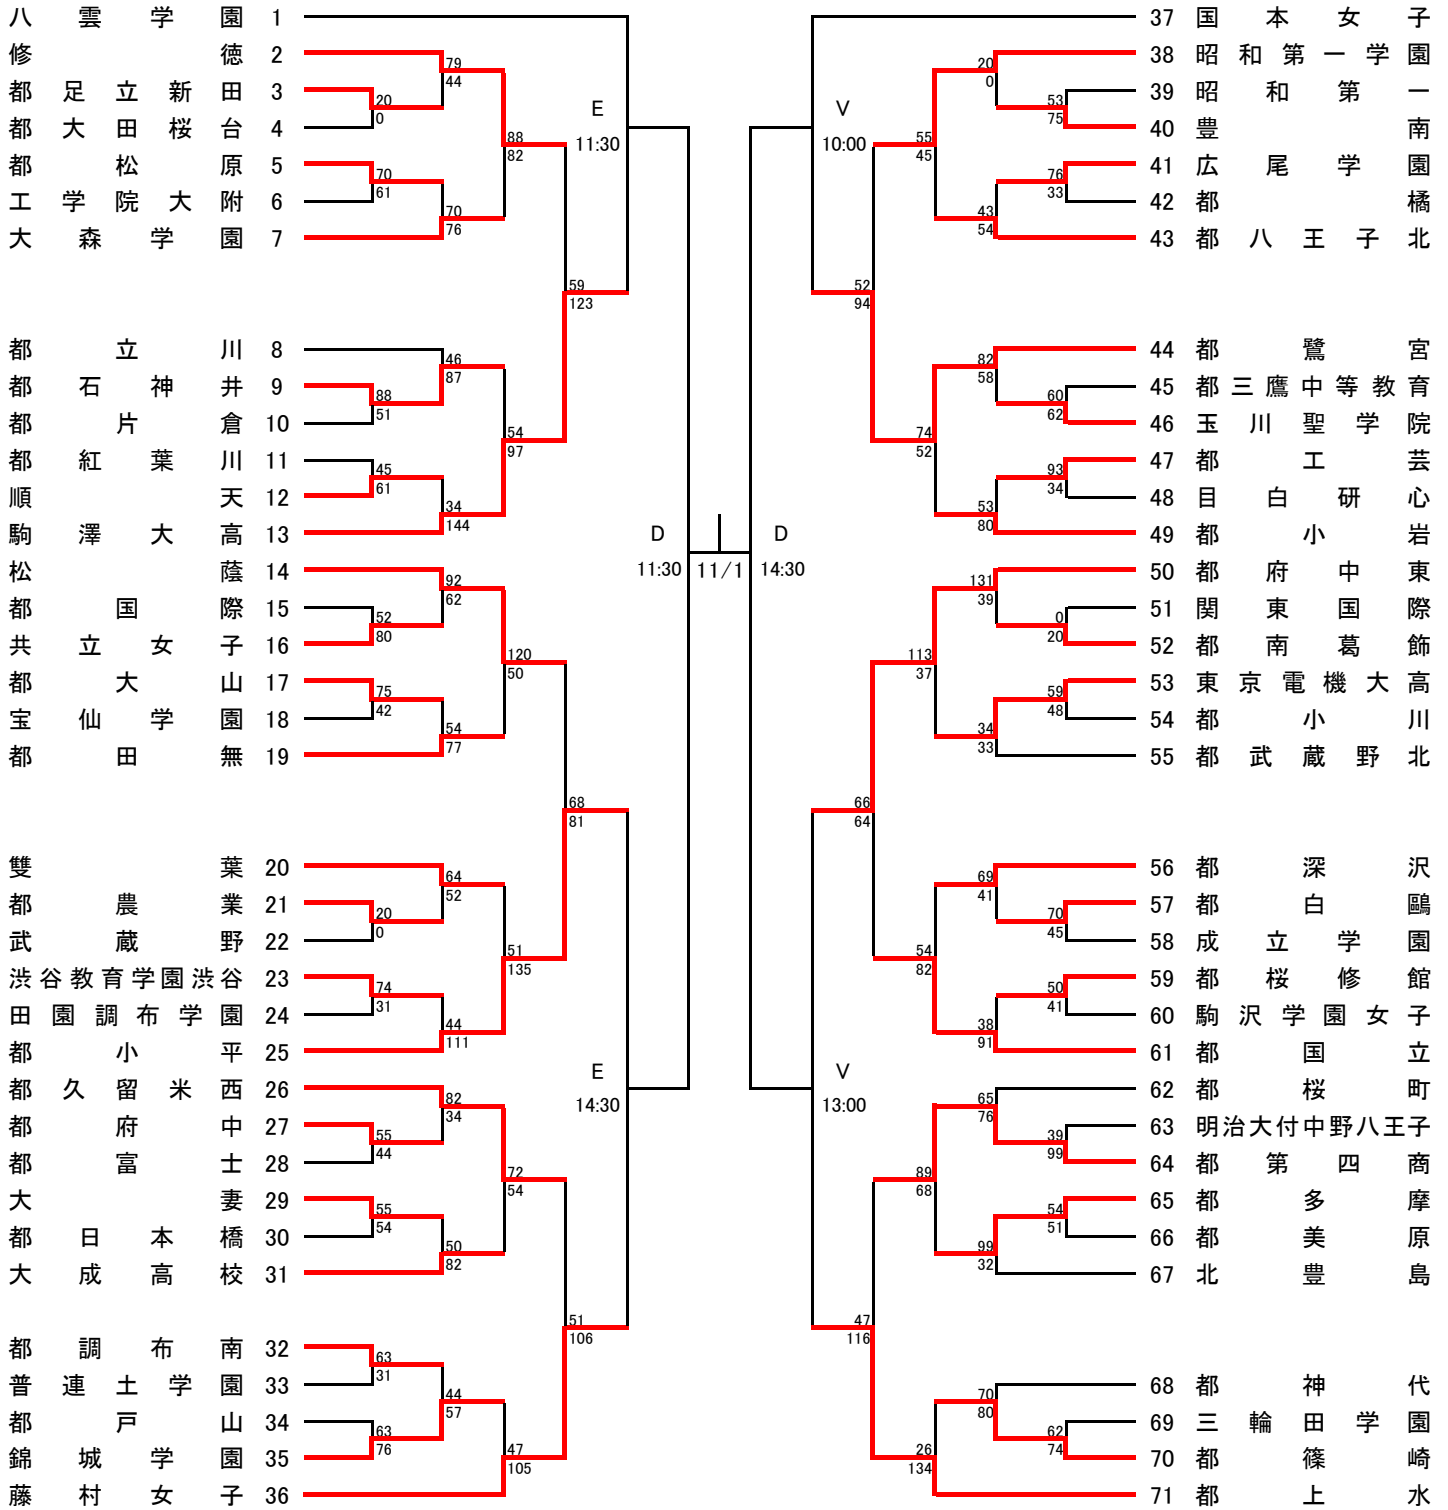 八雲学園 1
修徳 2
79
44
都足立新田 3
20
0
都大田桜台 4
88
82
都松原 5
70
61
工学院大附 6
70
76
大森学園 7
E
11:30
59
123
都立川 8
46
87
都石神井 9
88
51
都片倉 10
54
97
都紅葉川 11
45
61
順天 12
34
144
駒澤大高 13
松蔭 14
92
62
都国際 15
52
80
共立女子 16
120
50
都大山 17
75
42
宝仙学園 18
54
77
都田無 19
68
81
雙葉 20
64
52
都農業 21
20
0
武蔵野 22
51
135
渋谷教育学園渋谷 23
74
31
田園調布学園 24
44
111
都小平 25
都久留米西 26
82
34
都府中 27
55
44
都富士 28
72
54
大妻 29
55
54
都日本橋 30
50
82
大成高校 31
E
14:30
51
106
都調布南 32
63
31
普連土学園 33
44
57
都戸山 34
63
76
錦城学園 35
47
105
藤村女子 36
D
11:30
11/1
D
14:30
37 国本女子
38 昭和第一学園
20
0
39 昭和第一
53
75
40 豊南
55
45
41 広尾学園
76
33
42 都橘
43
54
43 都八王子北
V
10:00
52
94
44 都鷺宮
82
58
45 都三鷹中等教育
60
62
46 玉川聖学院
74
52
47 都工芸
93
34
48 目白研心
53
80
49 都小岩
50 都府中東
131
39
51 関東国際
0
20
52 都南葛飾
113
37
53 東京電機大高
59
48
54 都小川
34
33
55 都武蔵野北
66
64
56 都深沢
69
41
57 都白鷗
70
45
58 成立学園
54
82
59 都桜修館
50
41
60 駒沢学園女子
38
91
61 都国立
62 都桜町
65
76
63 明治大付中野八王子
39
99
64 都第四商
89
68
65 都多摩
54
51
66 都美原
99
32
67 北豊島
V
13:00
47
116
68 都神代
70
80
69 三輪田学園
62
74
70 都篠崎
26
134
71 都上水